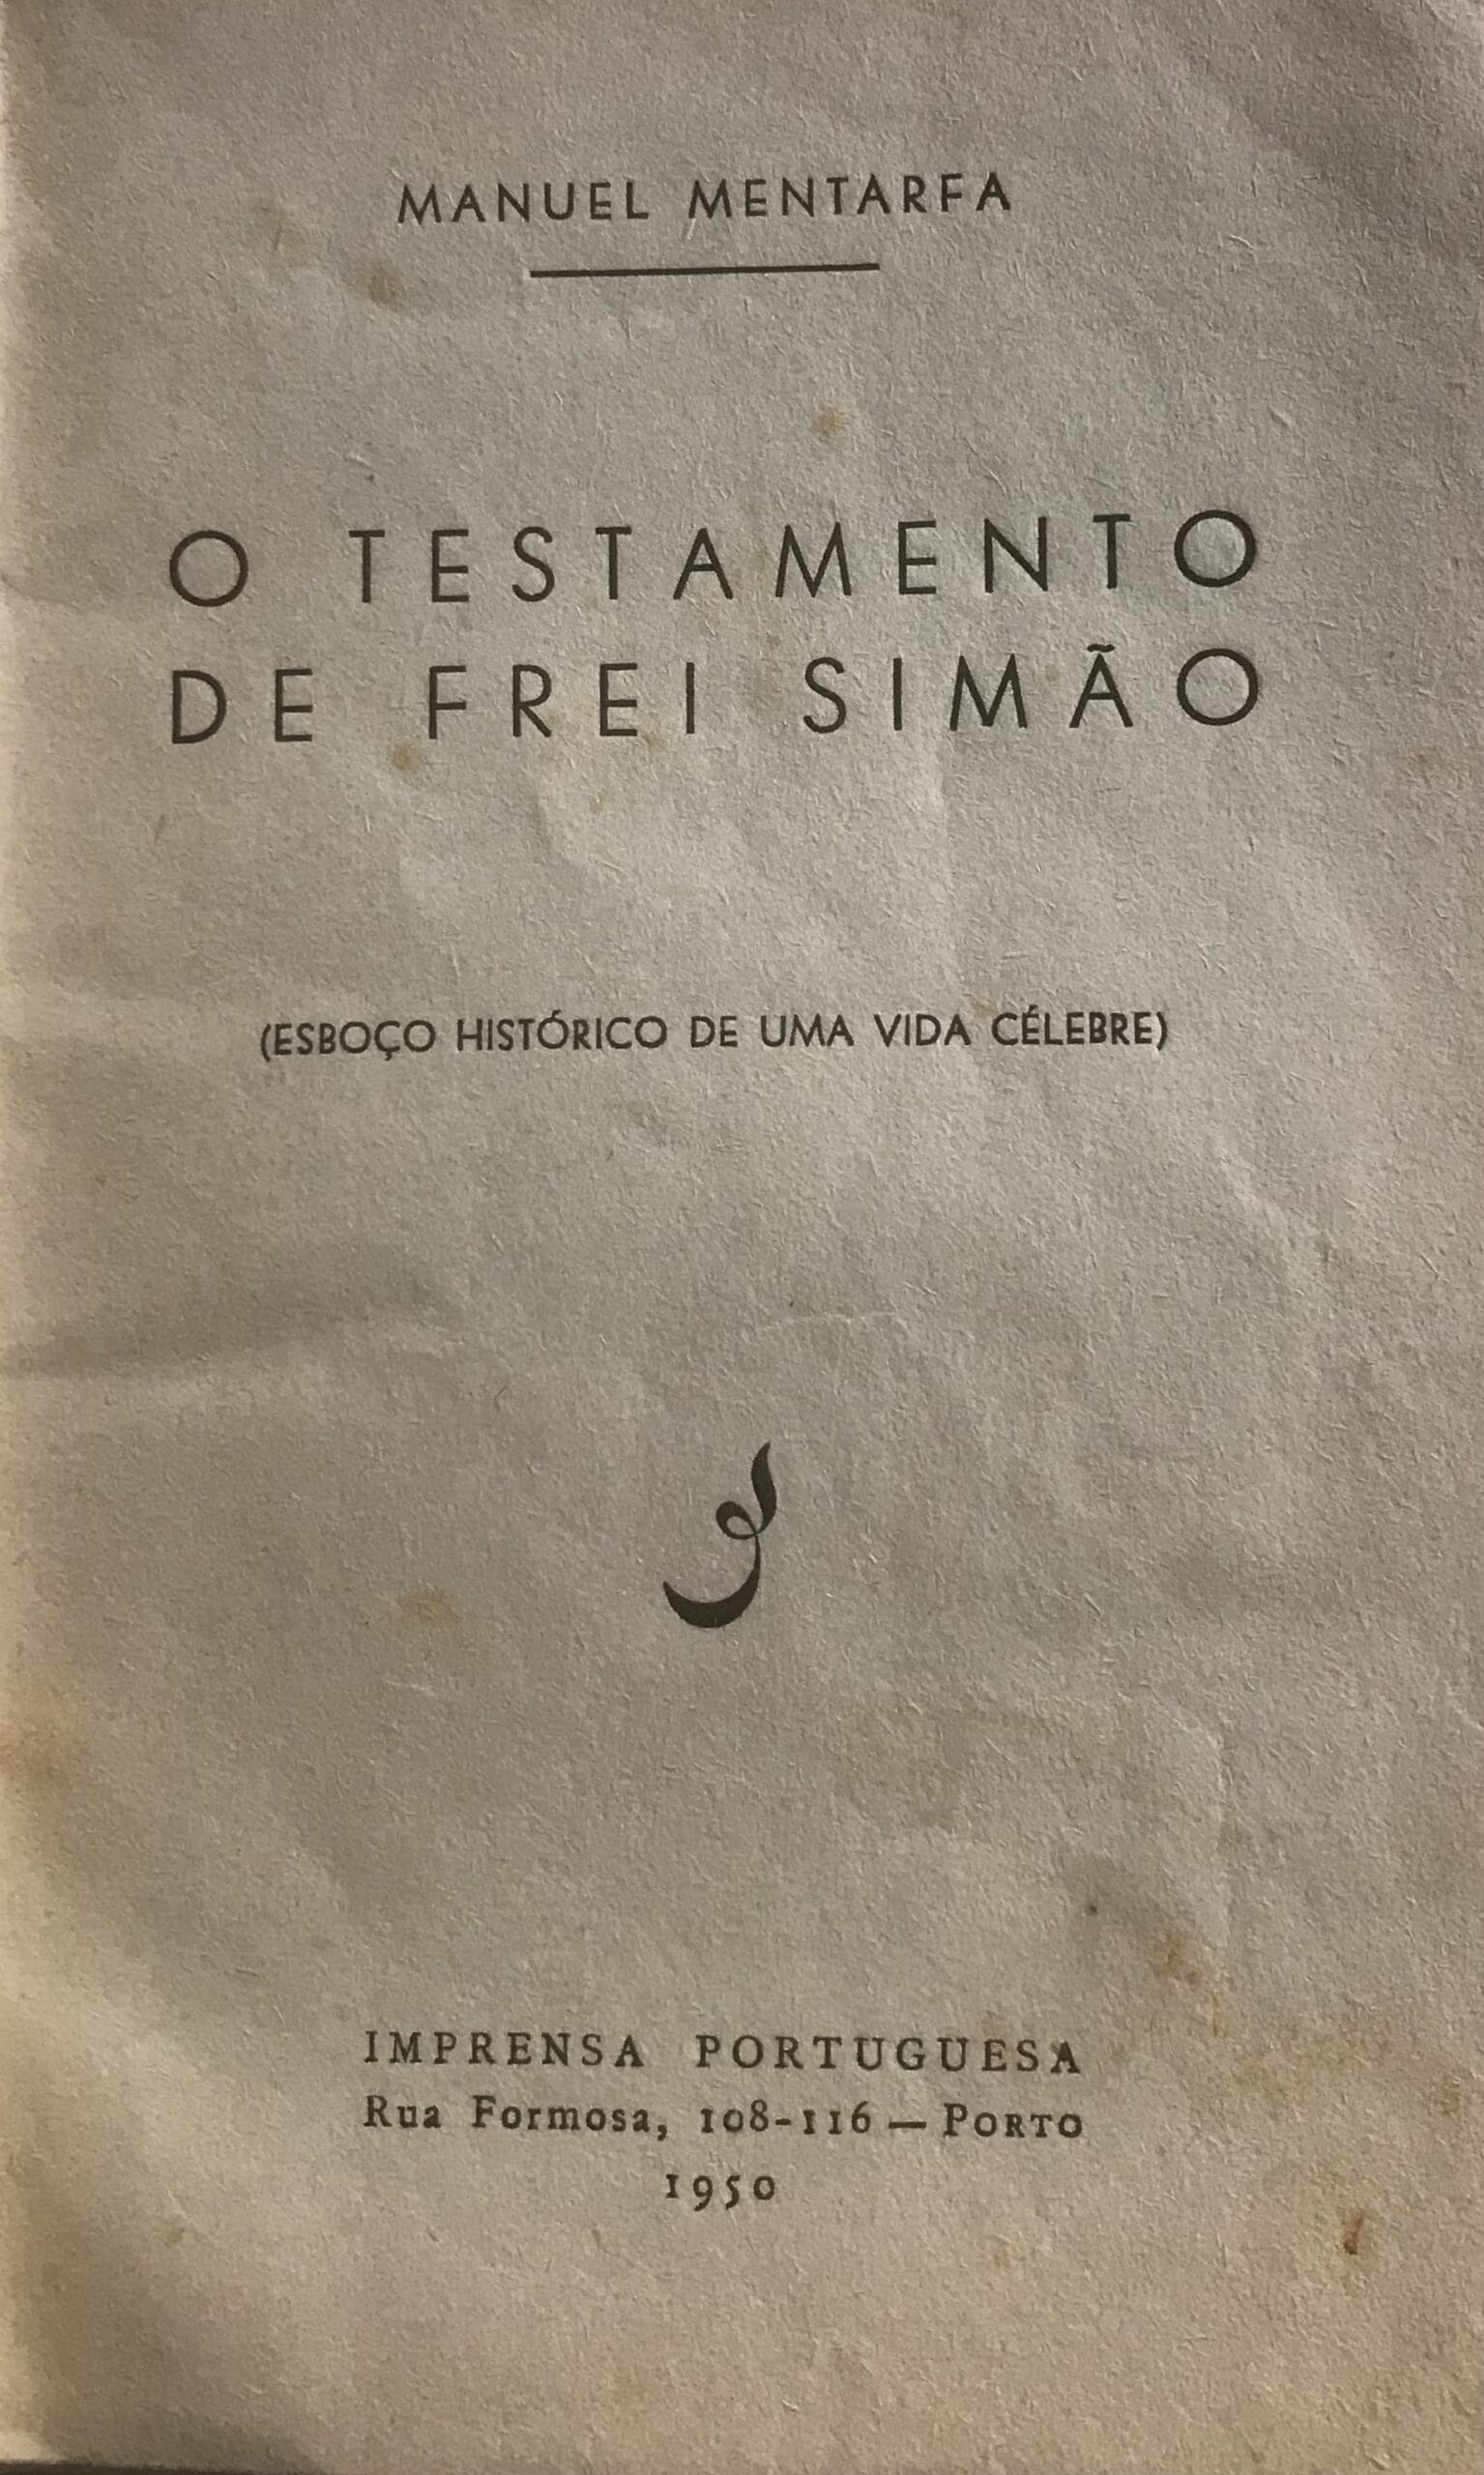 MANUEL MENTARFA
O TESTAMENTO
DE FREI SIMÃO
(ESBOÇO HISTÓRICO DE UMA VIDA CÉLEBRE)
IMPRENSA PORTUGUESA
Rua Formosa, 108-116 — PORTO
1950